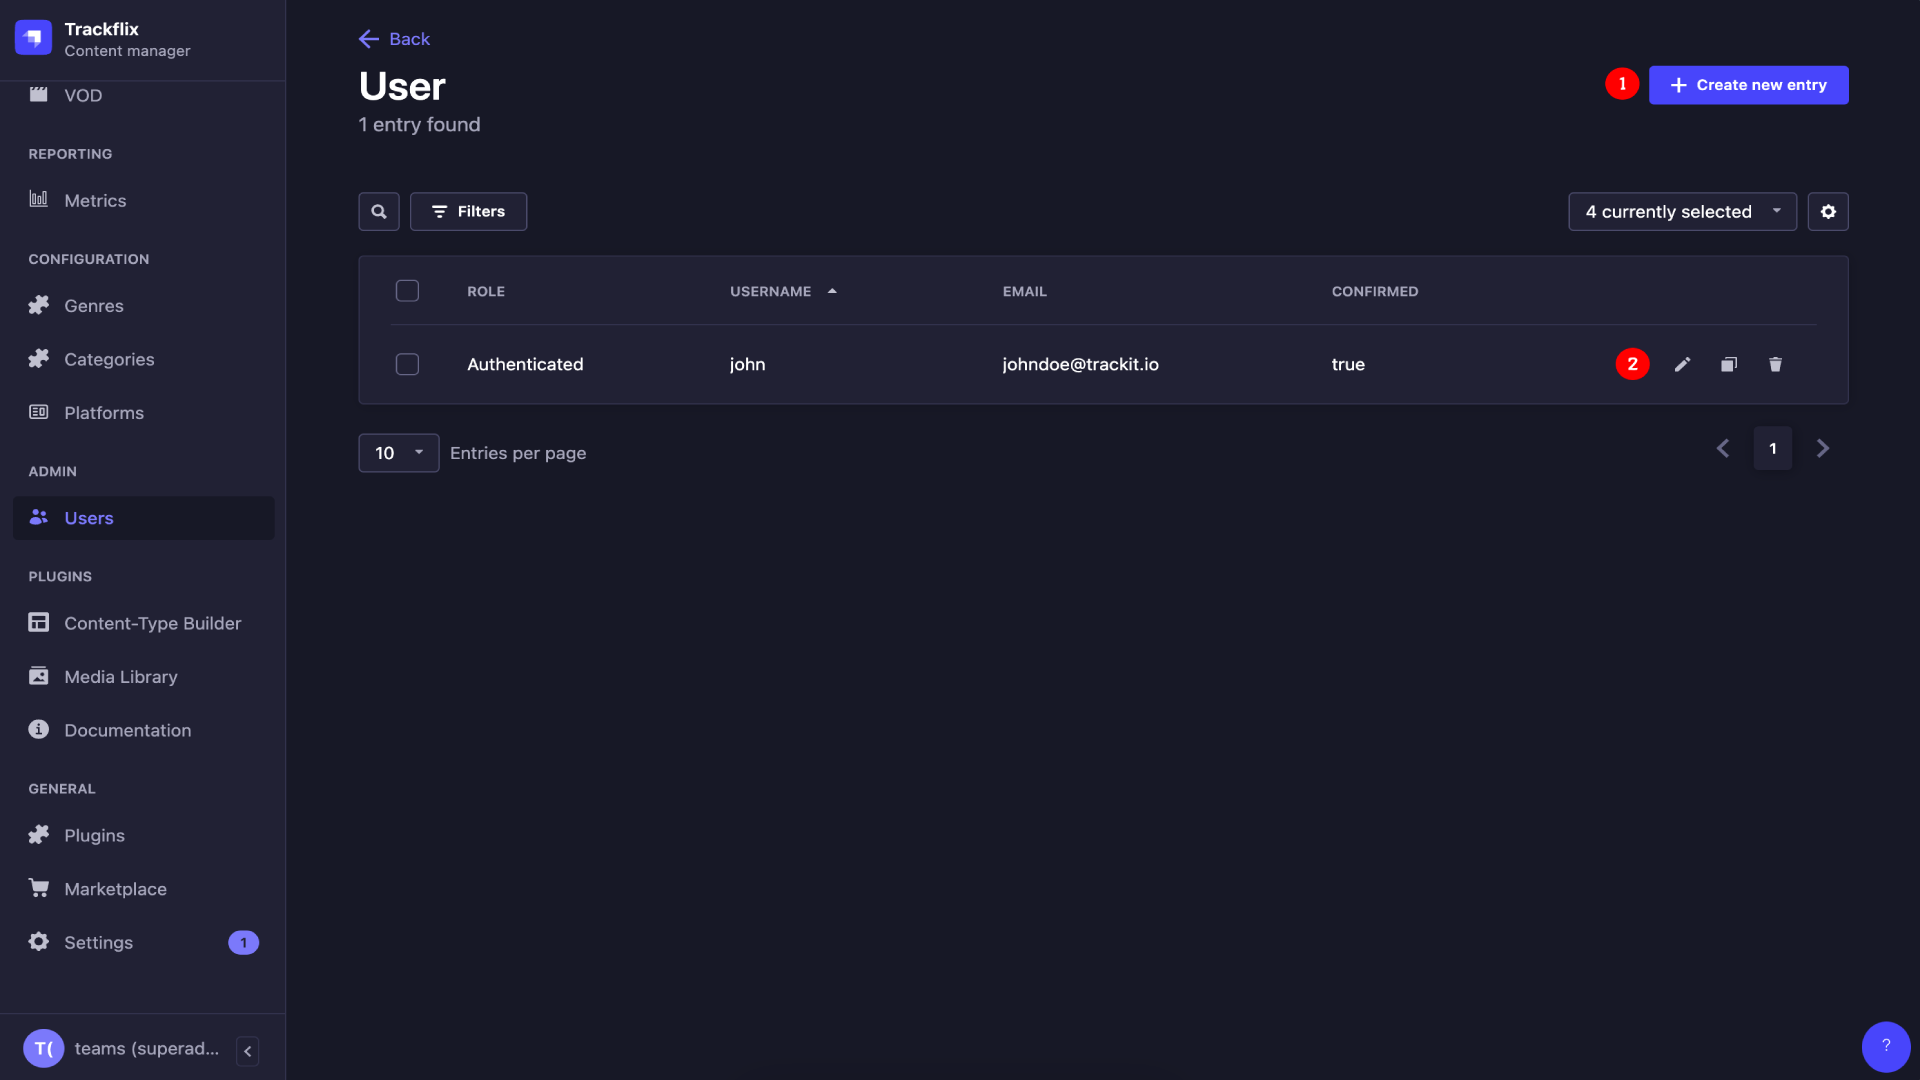 Trackflix
Content manager
VOD
REPORTING
Metrics
CONFIGURATION
Genres
Categories
Platforms
ADMIN
Users
PLUGINS
Content-Type Builder
Media Library
Documentation
GENERAL
Plugins
Marketplace
Settings 1
T( teams (superad...
Back
User
1 entry found
1 Create new entry
Filters
4 currently selected
ROLE USERNAME EMAIL CONFIRMED
Authenticated john johndoe@trackit.io true 2
10 Entries per page
1
?